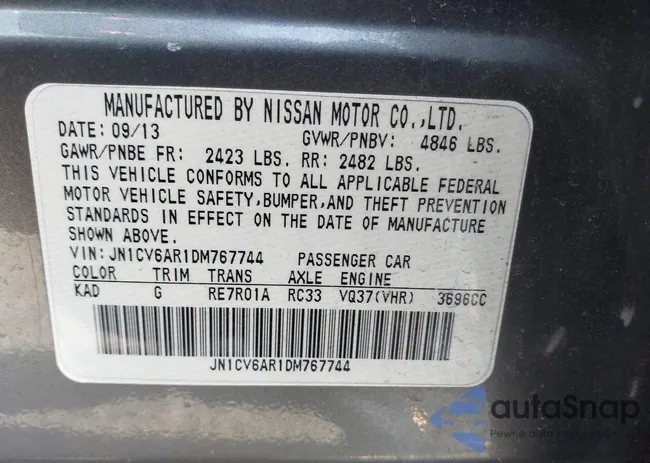 MANUFACTURED BY NISSAN MOTOR CO.,LTD.
DATE: 09/13 GVWR/PNBV: 4846 LBS.
GAWR/PNBE FR: 2423 LBS. RR: 2482 LBS.
THIS VEHICLE CONFORMS TO ALL APPLICABLE FEDERAL
MOTOR VEHICLE SAFETY,BUMPER,AND THEFT PREVENTION
STANDARDS IN EFFECT ON THE DATE OF MANUFACTURE
SHOWN ABOVE.
VIN: JN1CV6AR1DM767744 PASSENGER CAR
COLOR TRIM TRANS AXLE ENGINE
KAD G RE7R01A RC33 VQ37(VHR) 3696CC
JN1CV6AR1DM767744
autaSnap